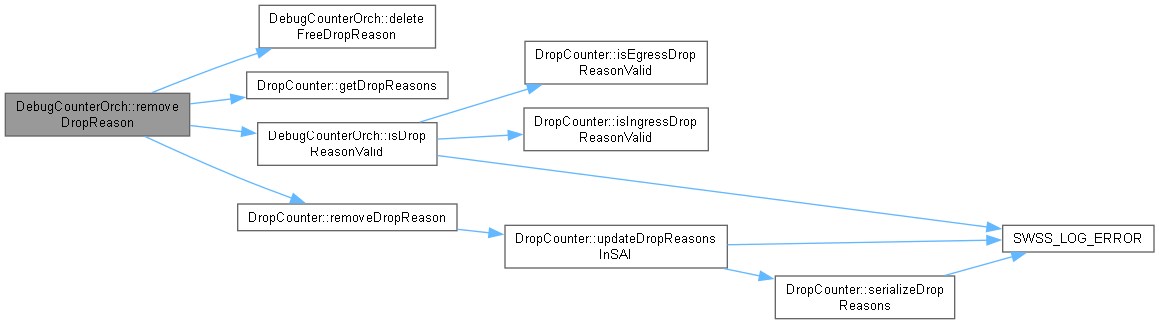 DebugCounterOrch::delete
FreeDropReason
DropCounter::isEgressDrop
ReasonValid
DropCounter::getDropReasons
DebugCounterOrch::remove
DropReason
DropCounter::isIngressDrop
ReasonValid
DebugCounterOrch::isDrop
ReasonValid
DropCounter::removeDropReason
DropCounter::updateDropReasons
InSAI
SWSS_LOG_ERROR
DropCounter::serializeDrop
Reasons